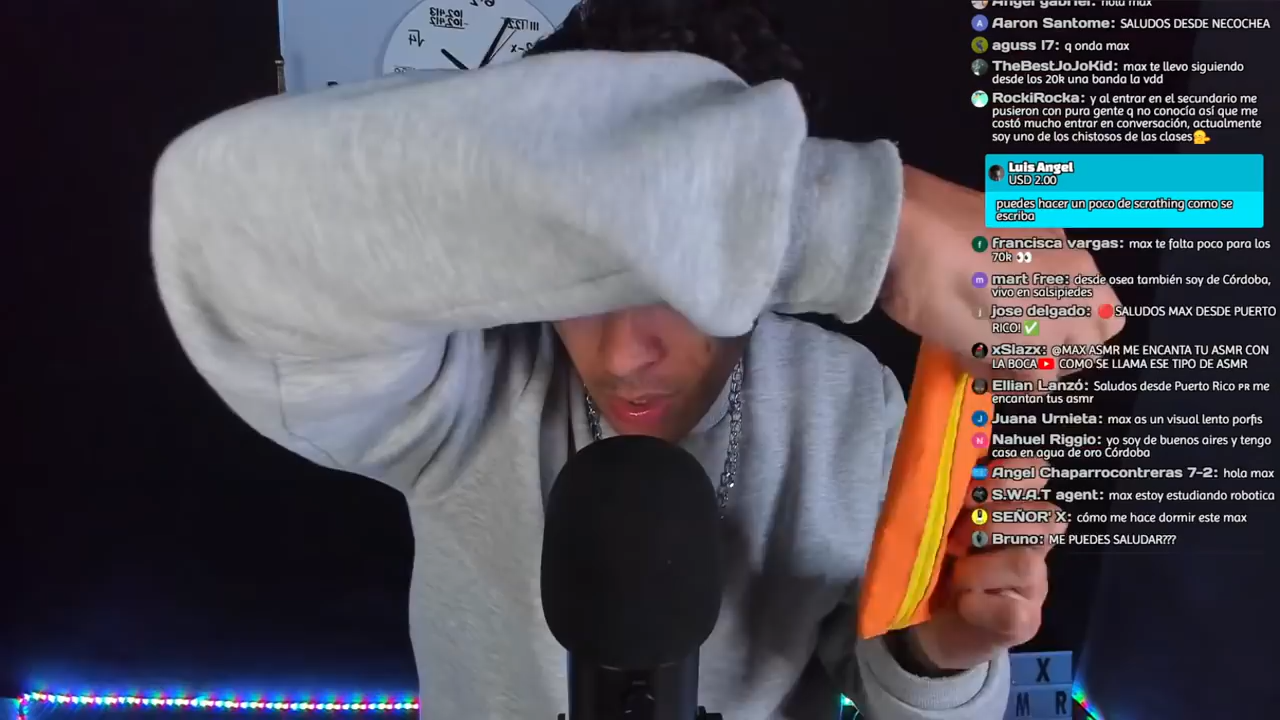 Angel gabriel: hola max
Aaron Santome: SALUDOS DESDE NECOCHEA
aguss 17: q onda max
TheBestJoJoKid: max te llevo siguiendo
desde los 20k una banda la vdd
RockiRocka: y al entrar en el secundario me
pusieron con pura gente q no conocía así que me
costó mucho entrar en conversación, actualmente
soy uno de los chistosos de las clases
Luis Angel
USD 2.00
puedes hacer un poco de scrathing como se
escriba
francisca vargas: max te falta poco para los
70k 👀
mart free: desde osea también soy de Córdoba,
vivo en salsipiedes
jose delgado: 🔴SALUDOS MAX DESDE PUERTO
RICO! ✅
xSlazx: @MAX ASMR ME ENCANTA TU ASMR CON
LA BOCA COMO SE LLAMA ESE TIPO DE ASMR
Ellian Lanzó: Saludos desde Puerto Rico PR me
encantan tus asmr
Juana Urnieta: max as un visual lento porfis
Nahuel Riggio: yo soy de buenos aires y tengo
casa en agua de oro Córdoba
Angel Chaparrocontreras 7-2: hola max
S.W.A.T agent: max estoy estudiando robotica
SEÑOR X: cómo me hace dormir este max
Bruno: ME PUEDES SALUDAR???
X
M R